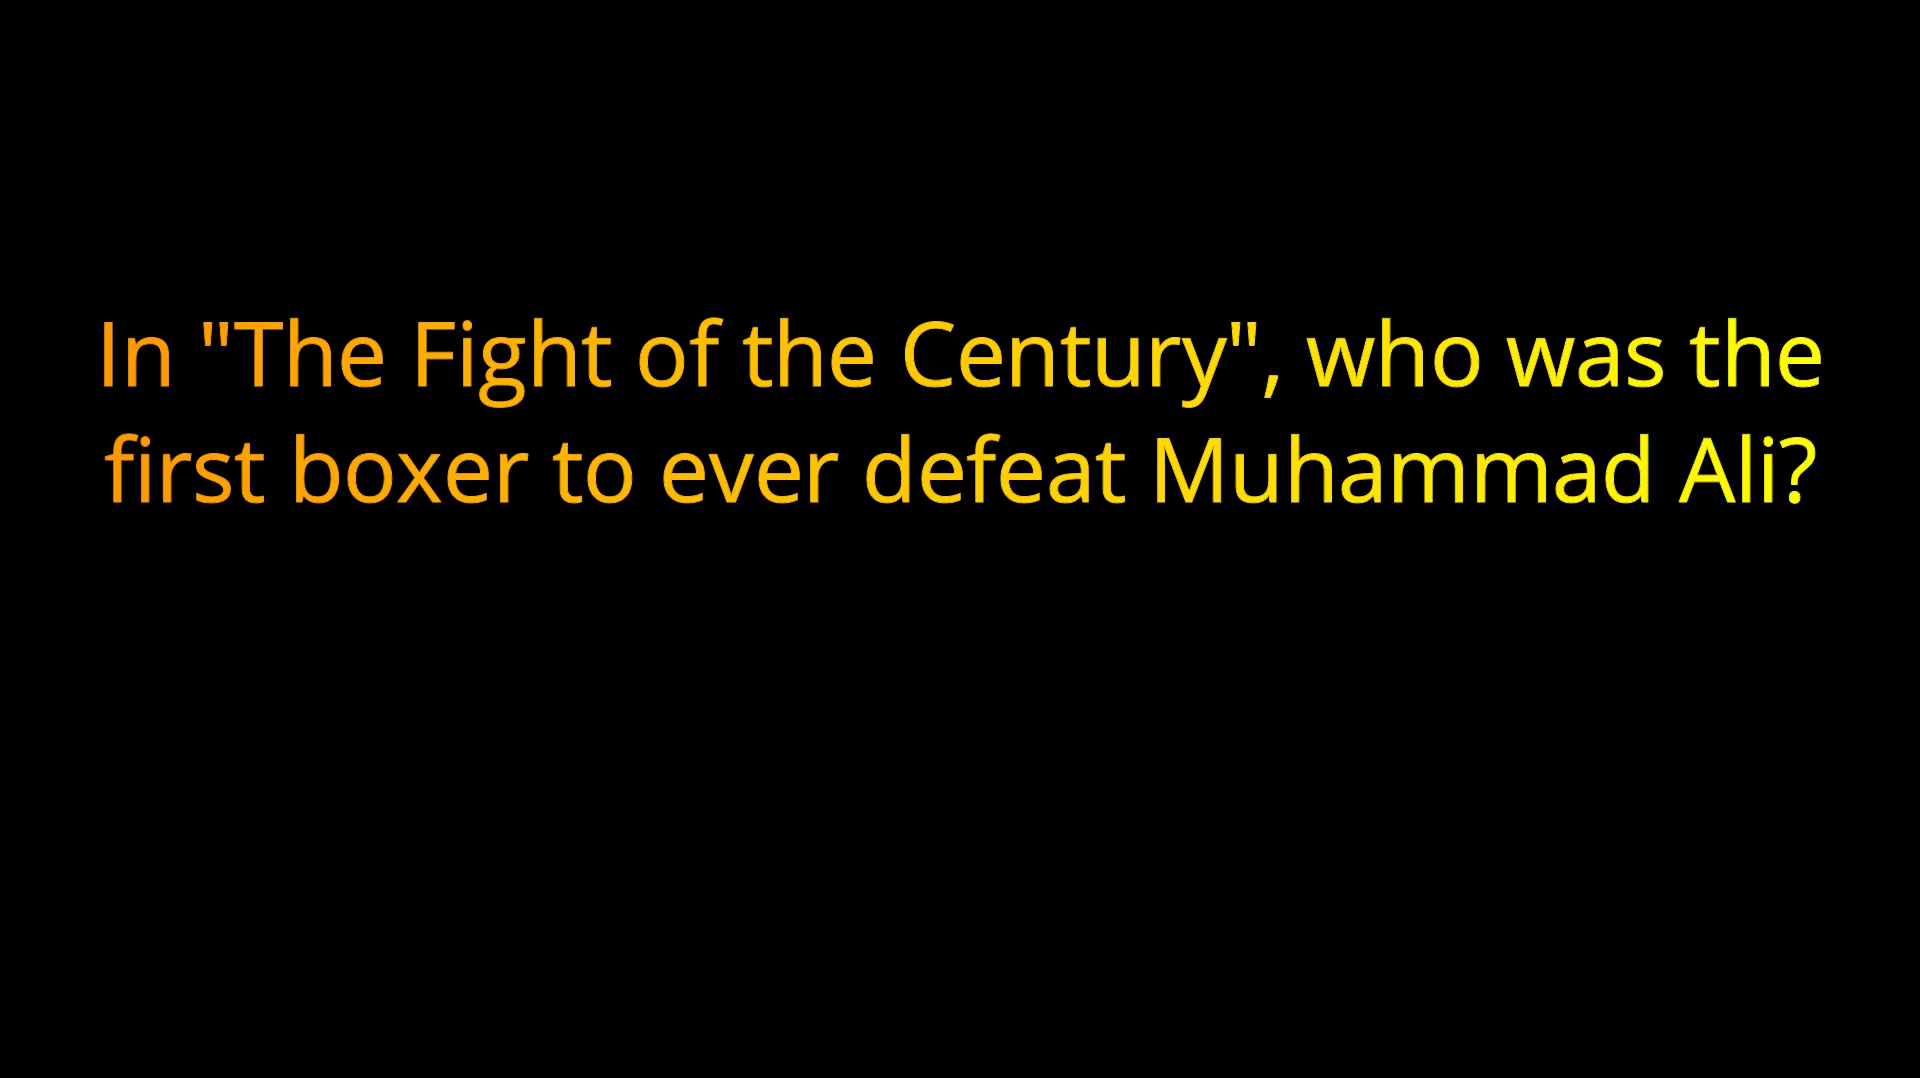 In "The Fight of the Century", who was the
first boxer to ever defeat Muhammad Ali?